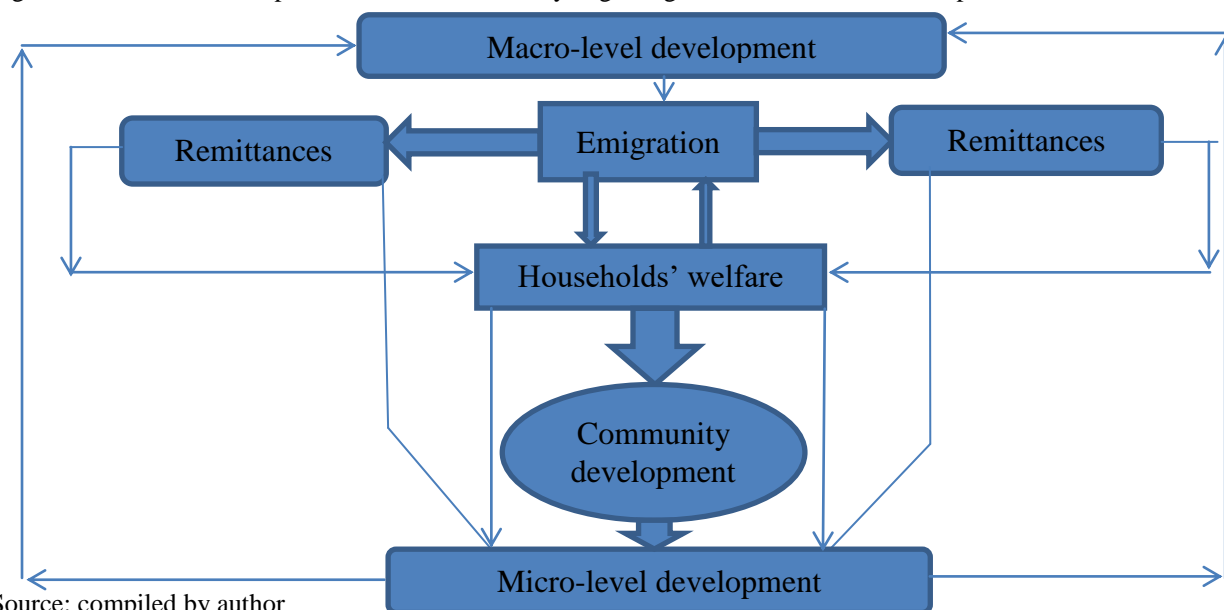 Macro-level development
Emigration
Remittances
Remittances
Households’ welfare
Community
development
Micro-level development
Source: compiled by author